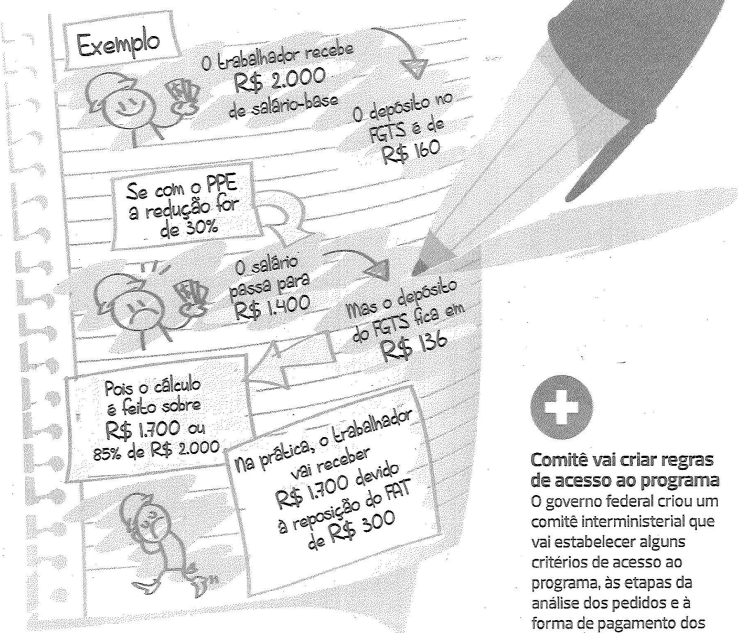 Exemplo
O trabalhador recebe
R$ 2.000
de salário-base
O depósito no
FGTS é de
R$ 160
Se com o PPE
a redução for
de 30%
O salário
passa para
R$ 1.400
Mas o depósito
do FGTS fica em
R$ 136
Pois o cálculo
é feito sobre
R$ 1.700 ou
85% de R$ 2.000
Na prática, o trabalhador
vai receber
R$ 1.700 devido
à reposição do FAT
de R$ 300
Comitê vai criar regras
de acesso ao programa
O governo federal criou um
comitê interministerial que
vai estabelecer alguns
critérios de acesso ao
programa, às etapas da
análise dos pedidos e à
forma de pagamento dos